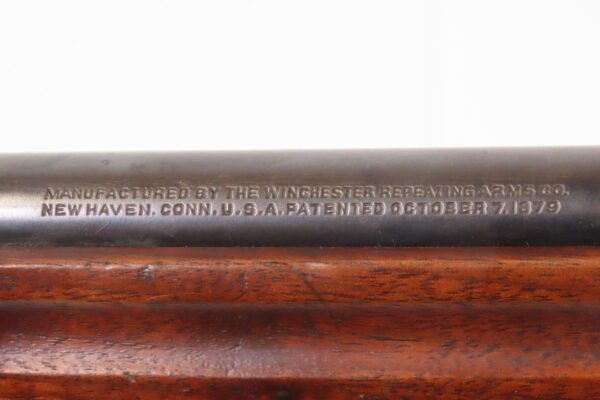 MANUFACTURED BY THE WINCHESTER REPEATING ARMS CO.
NEW HAVEN. CONN. U.S.A. PATENTED OCTOBER 7. 1879